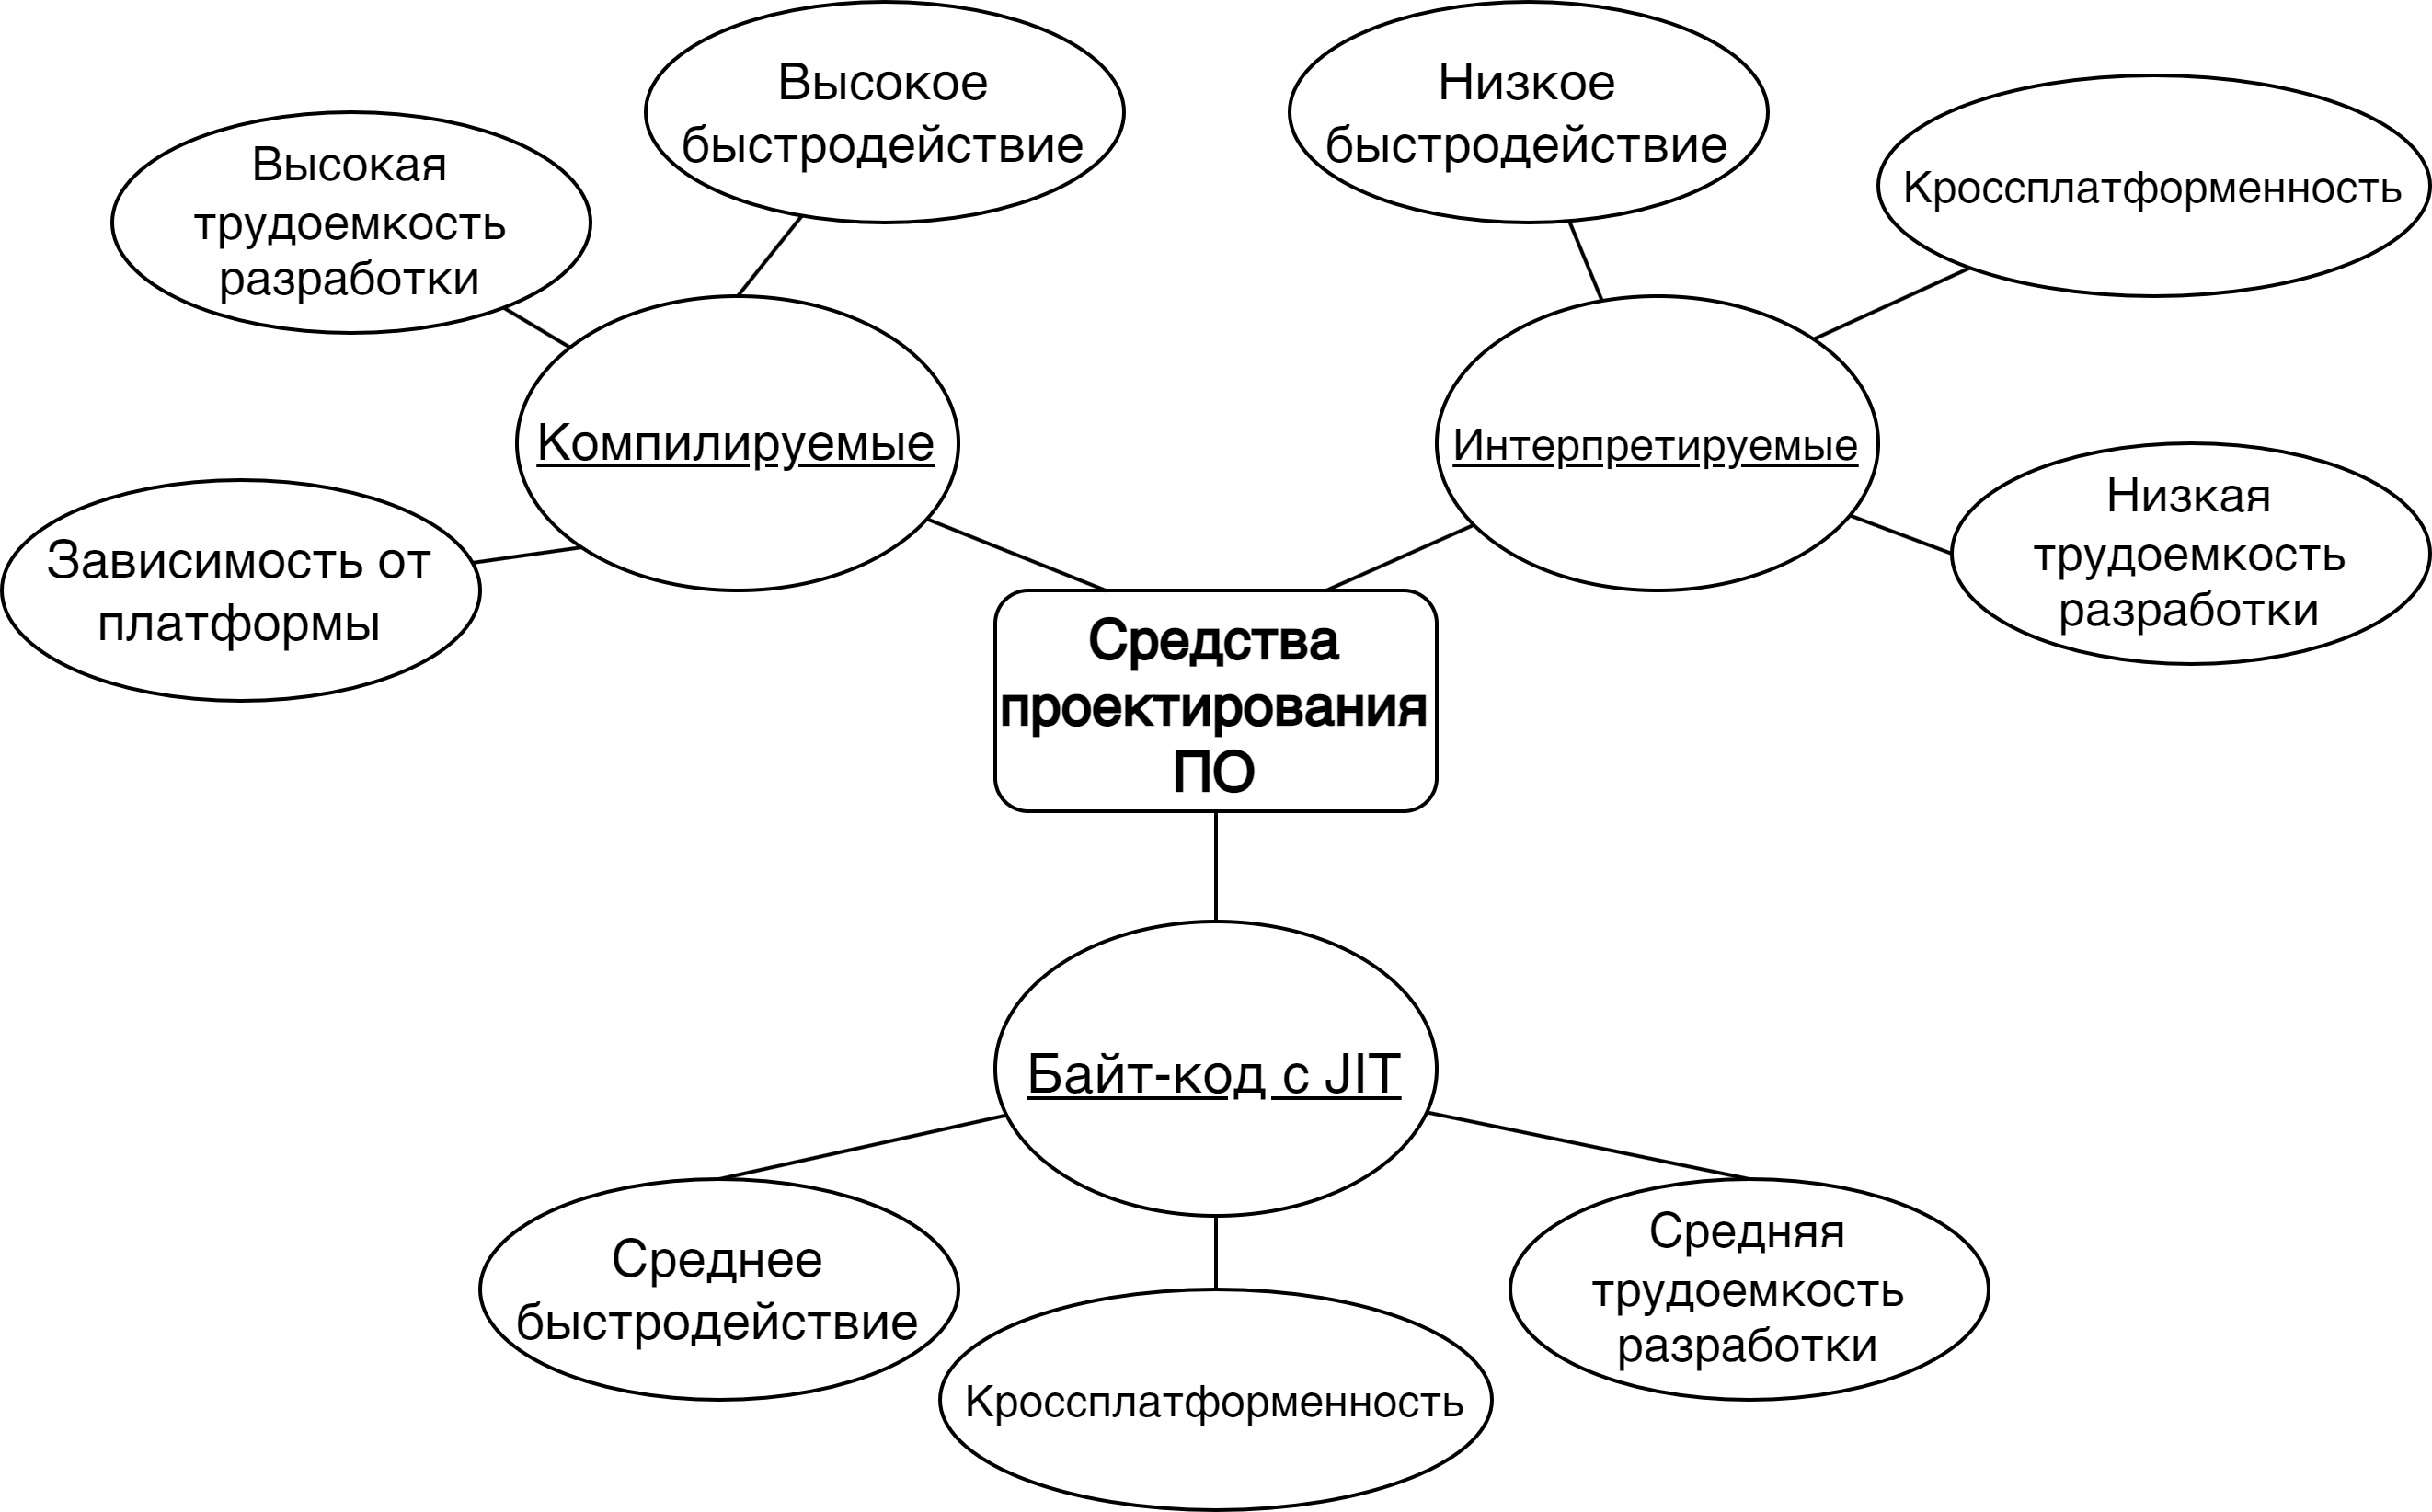 Высокое
быстродействие
Низкое
быстродействие
Высокая
трудоемкость
разработки
Кроссплатформенность
Компилируемые
Интерпретируемые
Зависимость от
платформы
Низкая
трудоемкость
разработки
Средства
проектирования
ПО
Байт-код с JIT
Среднее
быстродействие
Кроссплатформенность
Средняя
трудоемкость
разработки